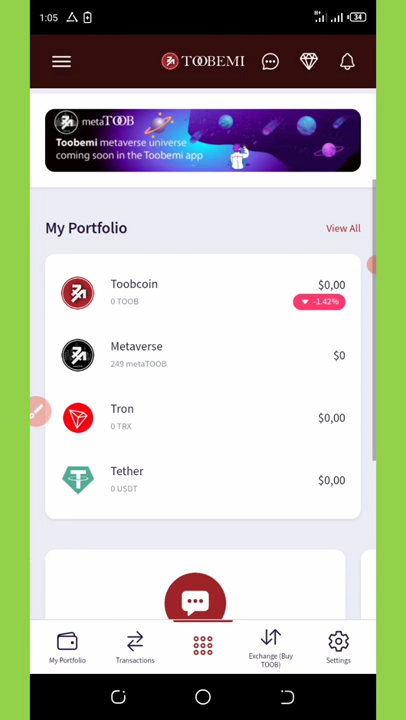 1:05
34
TOOBEMI
metaTOOB
Toobemi metaverse universe
coming soon in the Toobemi app
My Portfolio
View All
Toobcoin
$0,00
0 TOOB
-1.42%
Metaverse
$0
249 metaTOOB
Tron
$0,00
0 TRX
Tether
$0,00
0 USDT
My Portfolio
Transactions
Exchange (Buy
TOOB)
Settings